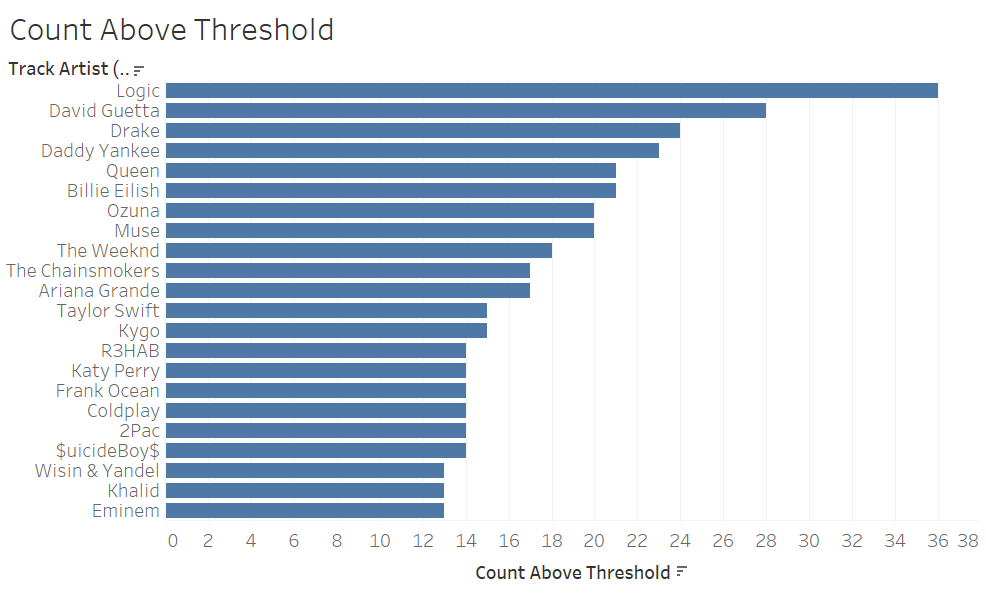 Count Above Threshold
Track Artist (..
Logic
David Guetta
Drake
Daddy Yankee
Queen
Billie Eilish
Ozuna
Muse
The Weeknd
The Chainsmokers
Ariana Grande
Taylor Swift
Kygo
R3HAB
Katy Perry
Frank Ocean
Coldplay
2Pac
$uicideBoy$
Wisin & Yandel
Khalid
Eminem
0 2 4 6 8 10 12 14 16 18 20 22 24 26 28 30 32 34 36 38
Count Above Threshold